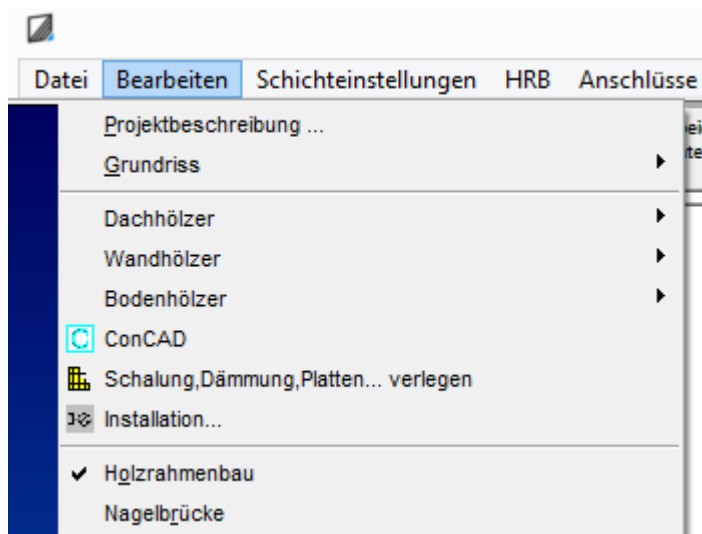 Datei Bearbeiten Schichteinstellungen HRB Anschlüsse
Projektbeschreibung ...
Grundriss
Dachhölzer
Wandhölzer
Bodenhölzer
ConCAD
Schalung,Dämmung,Platten... verlegen
Installation...
Holzrahmenbau
Nagelbrücke